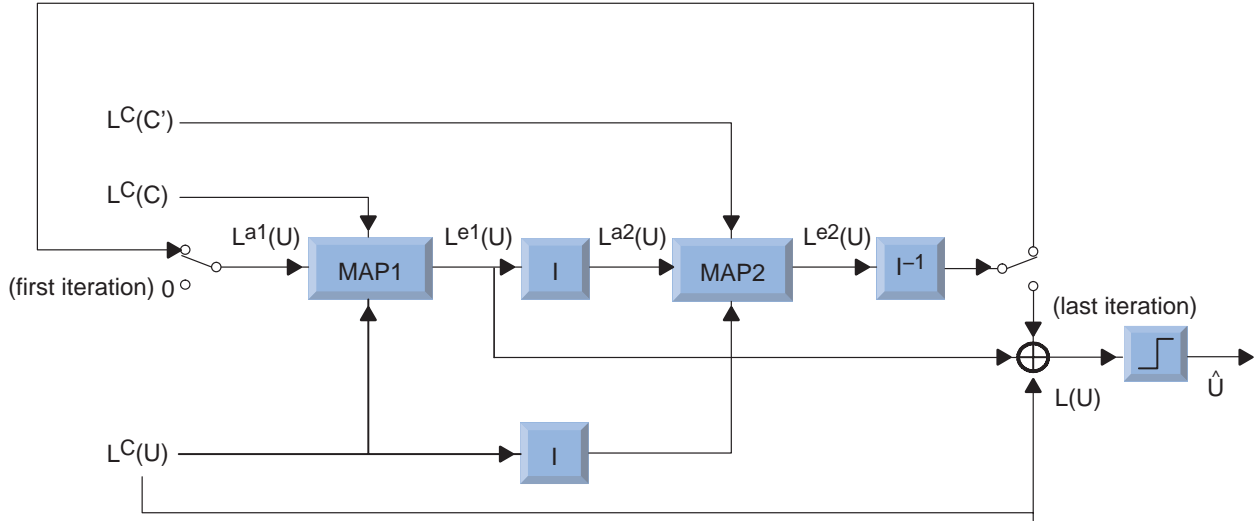 L^C(C')
L^C(C)
L^a1(U)
MAP1
L^e1(U)
I
L^a2(U)
MAP2
L^e2(U)
I^–1
(first iteration) 0
(last iteration)
L(U)
Û
L^C(U)
I